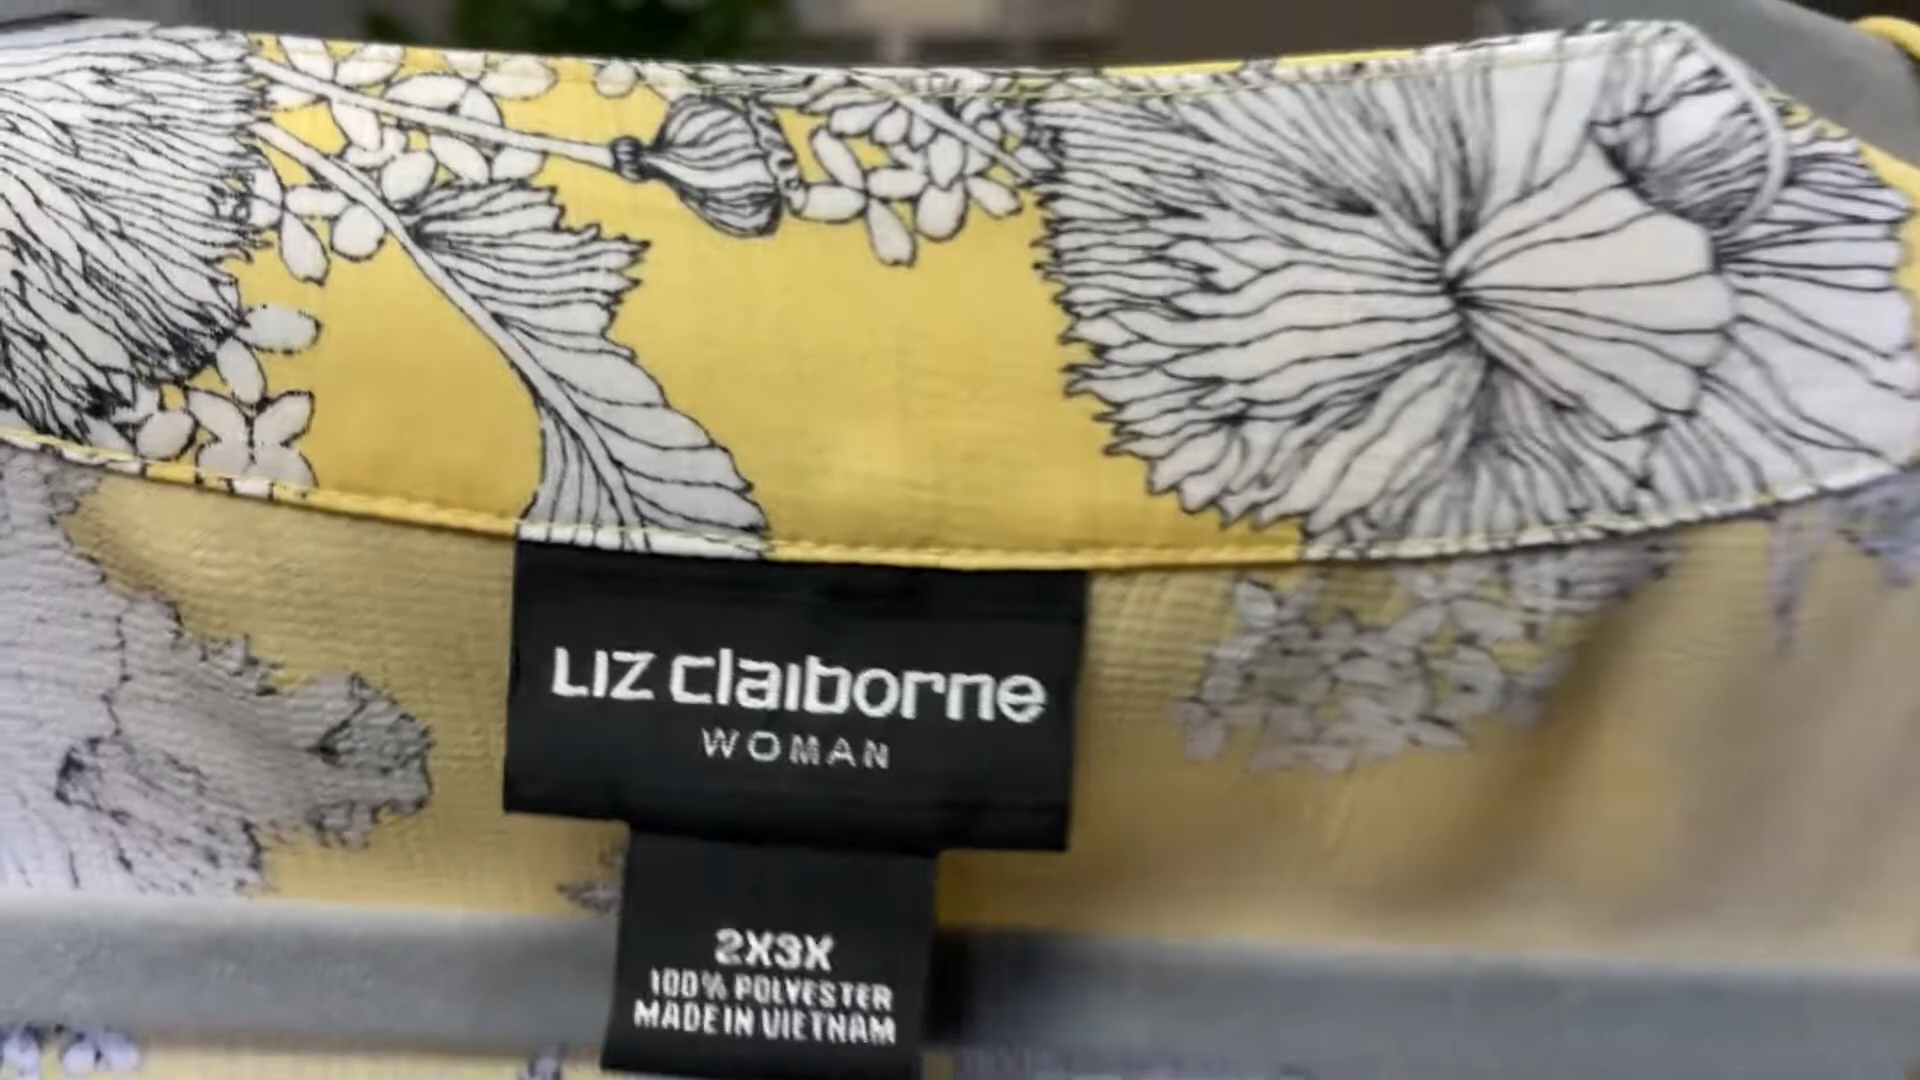 LIZ claiborne
WOMAN
2X3X
100% POLYESTER
MADE IN VIETNAM